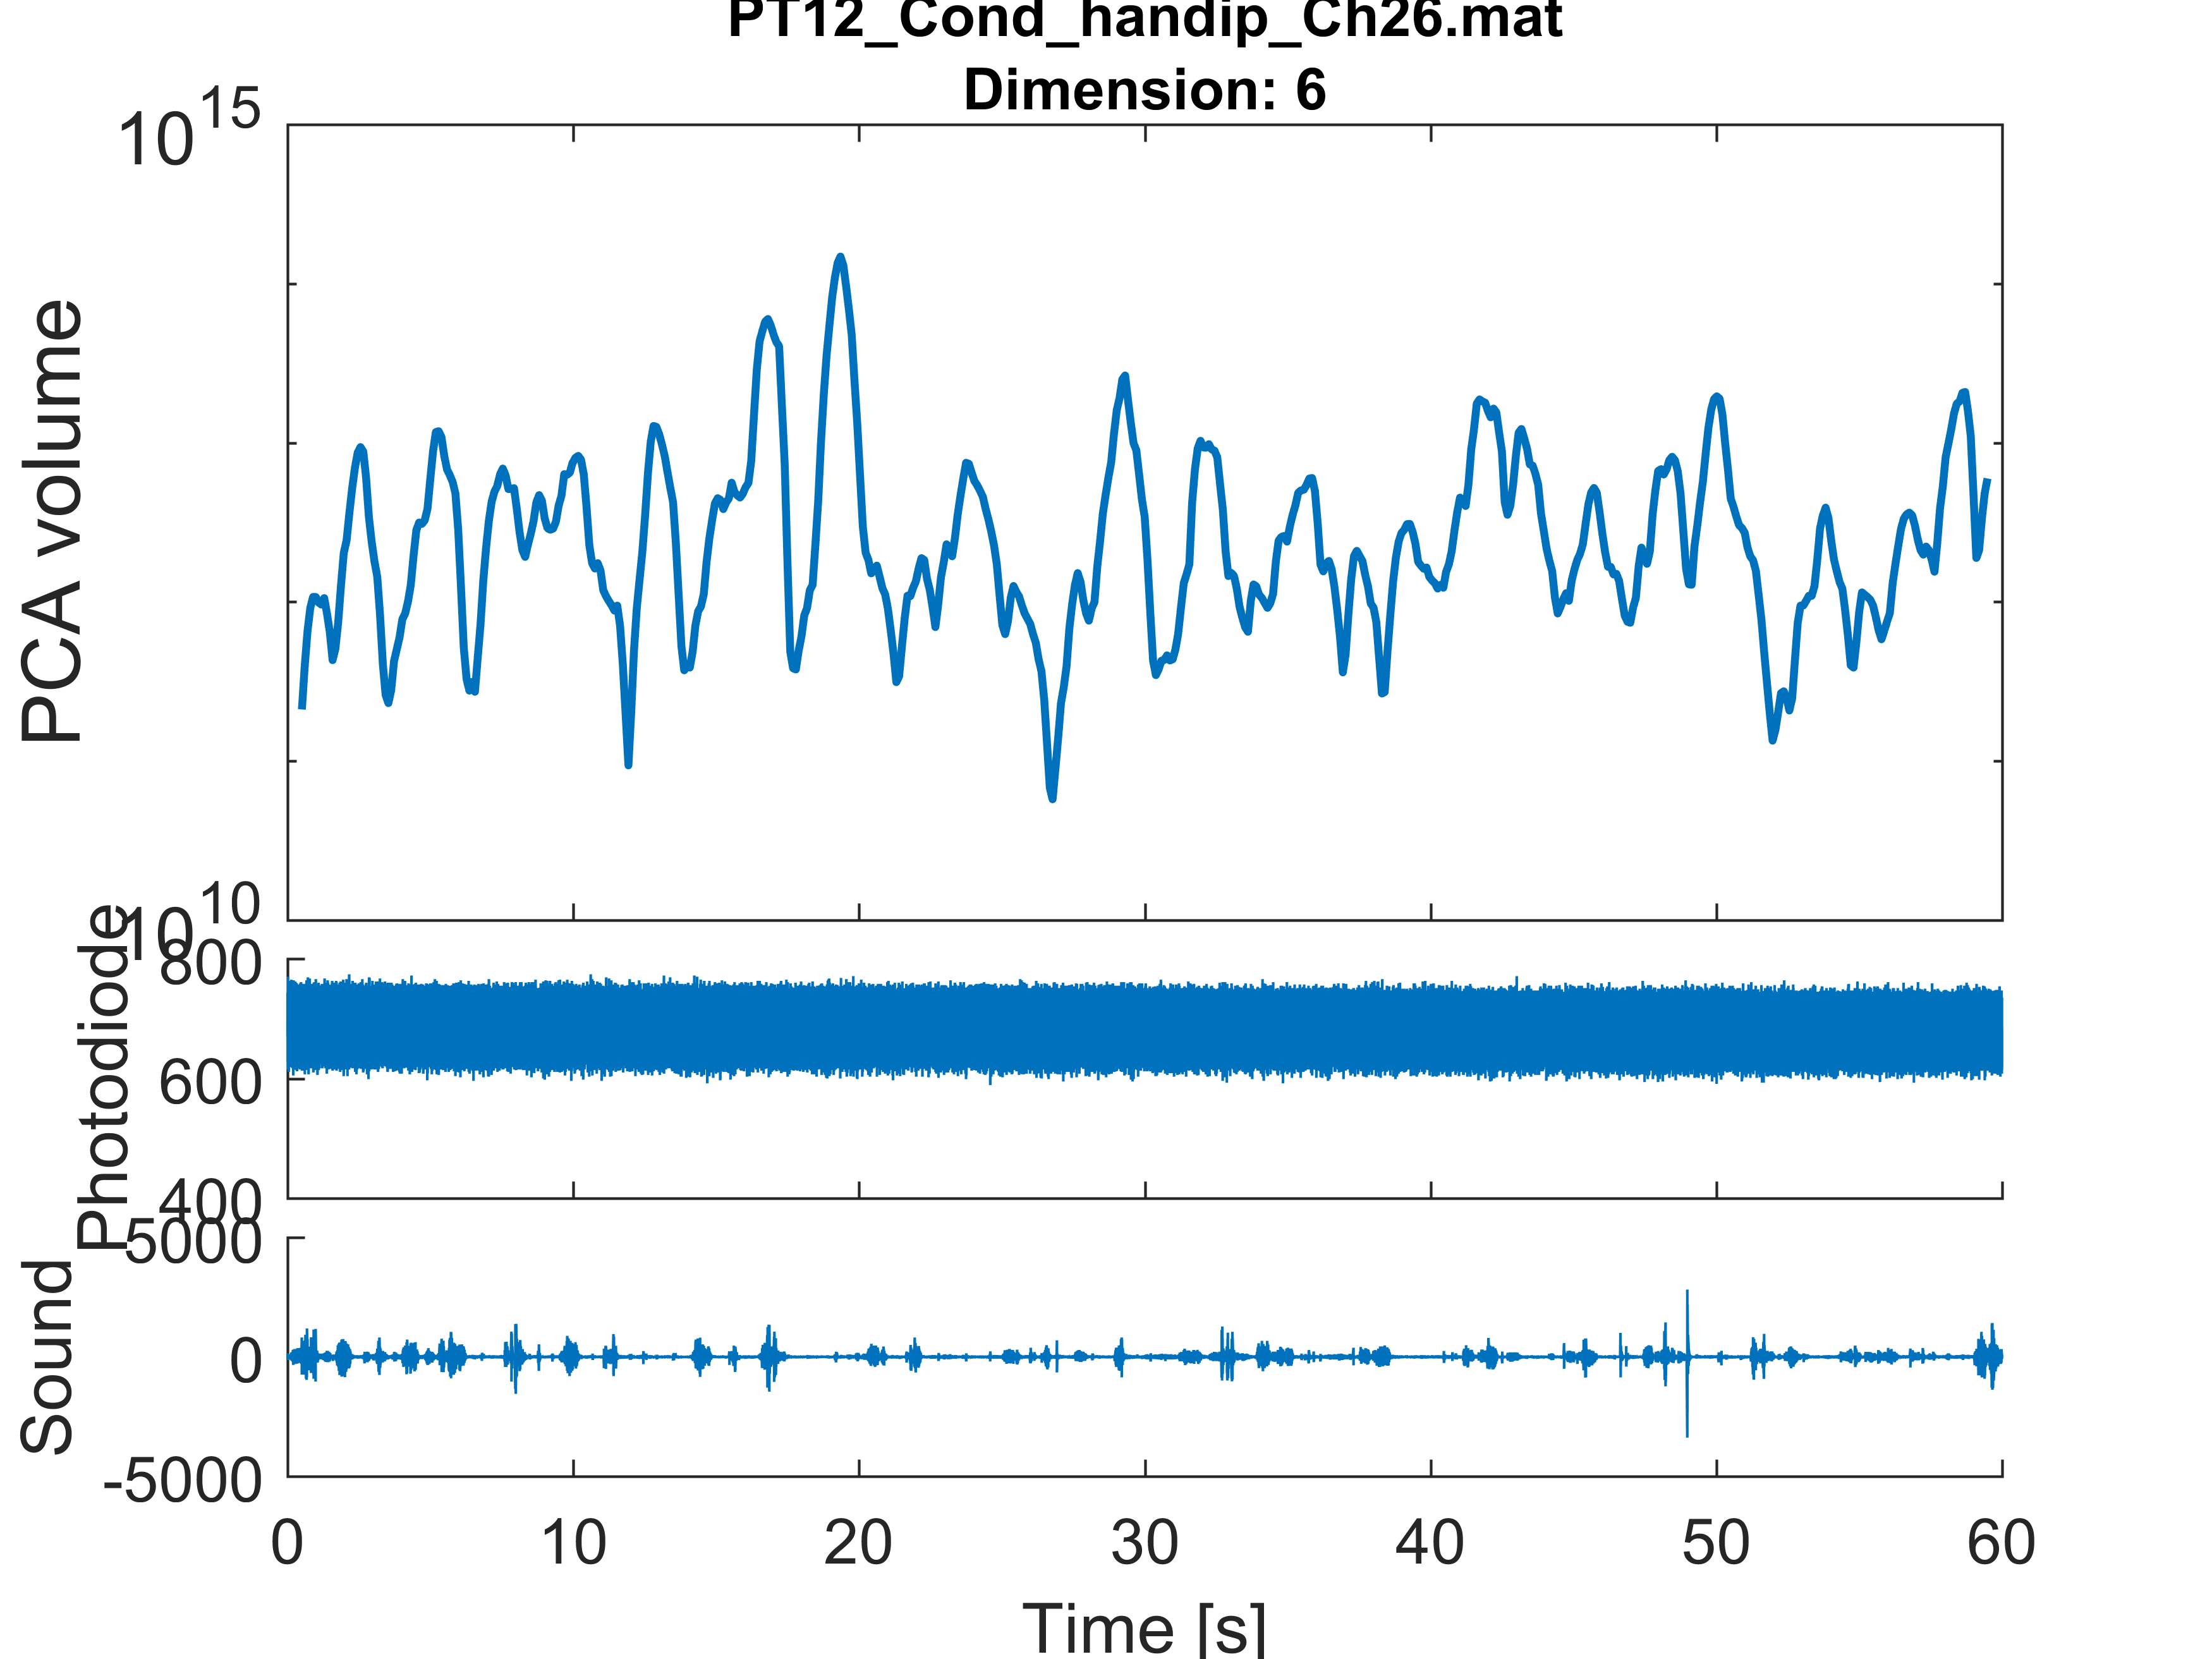 PT12_Cond_handip_Ch26.mat
Dimension: 6
10^15
PCA volume
10^10
800
Photodiode
600
400
5000
Sound
0
-5000
0 10 20 30 40 50 60
Time [s]